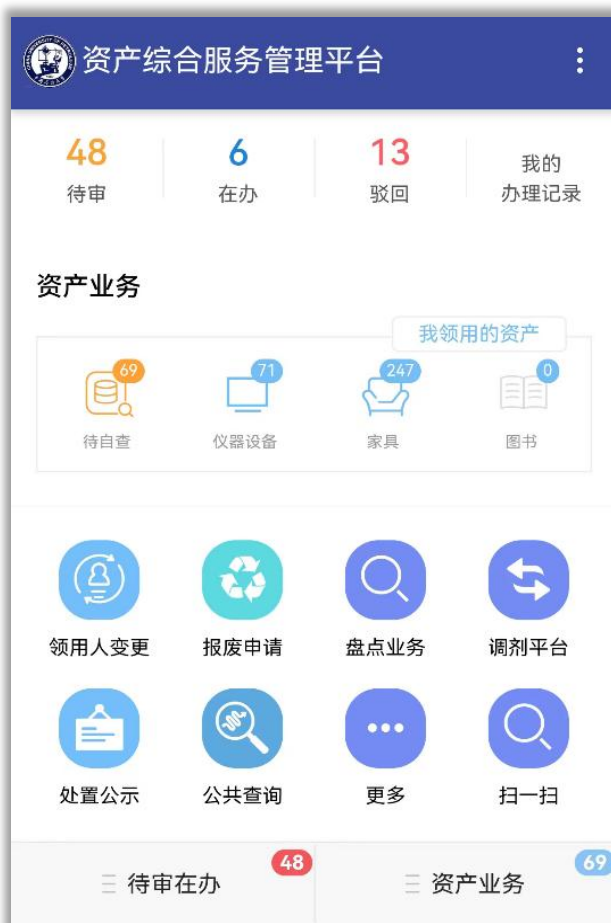 资产综合服务管理平台
48 6 13 我的
待审 在办 驳回 办理记录
资产业务
我领用的资产
69 71 247 0
待自查 仪器设备 家具 图书
领用人变更 报废申请 盘点业务 调剂平台
处置公示 公共查询 更多 扫一扫
待审在办 48 资产业务 69